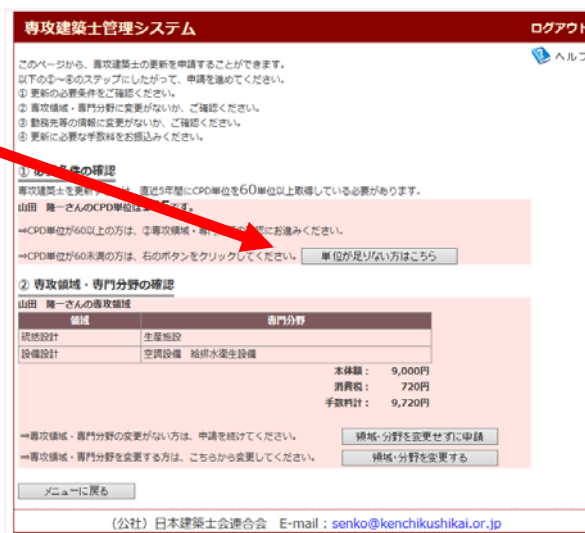 専攻建築士管理システム
ログアウト
ヘルプ
このページから、専攻建築士の更新を申請することができます。
以下の①～④のステップにしたがって、申請を進めてください。
① 更新の必要条件をご確認ください。
② 専攻領域・専門分野に変更がないか、ご確認ください。
③ 勤務先等の情報に変更がないか、ご確認ください。
④ 更新に必要な手数料をお振込みください。
① 条件の確認
専攻建築士を更新 は、直近5年間にCPD単位を60単位以上取得している必要があります。
山田 隆一さんのCPD単位は です。
⇒CPD単位が60以上の方は、②専攻領域・専門 確認にお進みください。
⇒CPD単位が60未満の方は、右のボタンをクリックしてください。 単位が足りない方はこちら
② 専攻領域・専門分野の確認
山田 隆一さんの専攻領域
領域 専門分野
統括設計 生産施設
設備設計 空調設備 給排水衛生設備
本体額： 9,000円
消費税： 720円
手数料計： 9,720円
⇒専攻領域・専門分野の変更がない方は、申請を続けてください。 領域・分野を変更せずに申請
⇒専攻領域・専門分野を変更する方は、こちらから変更してください。 領域・分野を変更する
メニューに戻る
（公社）日本建築士会連合会 E-mail：senko@kenchikushikai.or.jp